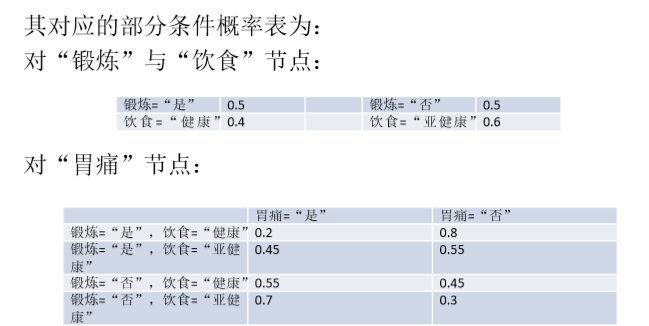 其对应的部分条件概率表为:
对“锻炼”与“饮食”节点:
锻炼=“是” 0.5 锻炼=“否” 0.5
饮食=“健康” 0.4 饮食=“亚健康” 0.6
对“胃痛”节点:
胃痛=“是” 胃痛=“否”
锻炼=“是”, 饮食=“健康” 0.2 0.8
锻炼=“是”, 饮食=“亚健 0.45 0.55
康”
锻炼=“否”, 饮食=“健康” 0.55 0.45
锻炼=“否”, 饮食=“亚健 0.7 0.3
康”